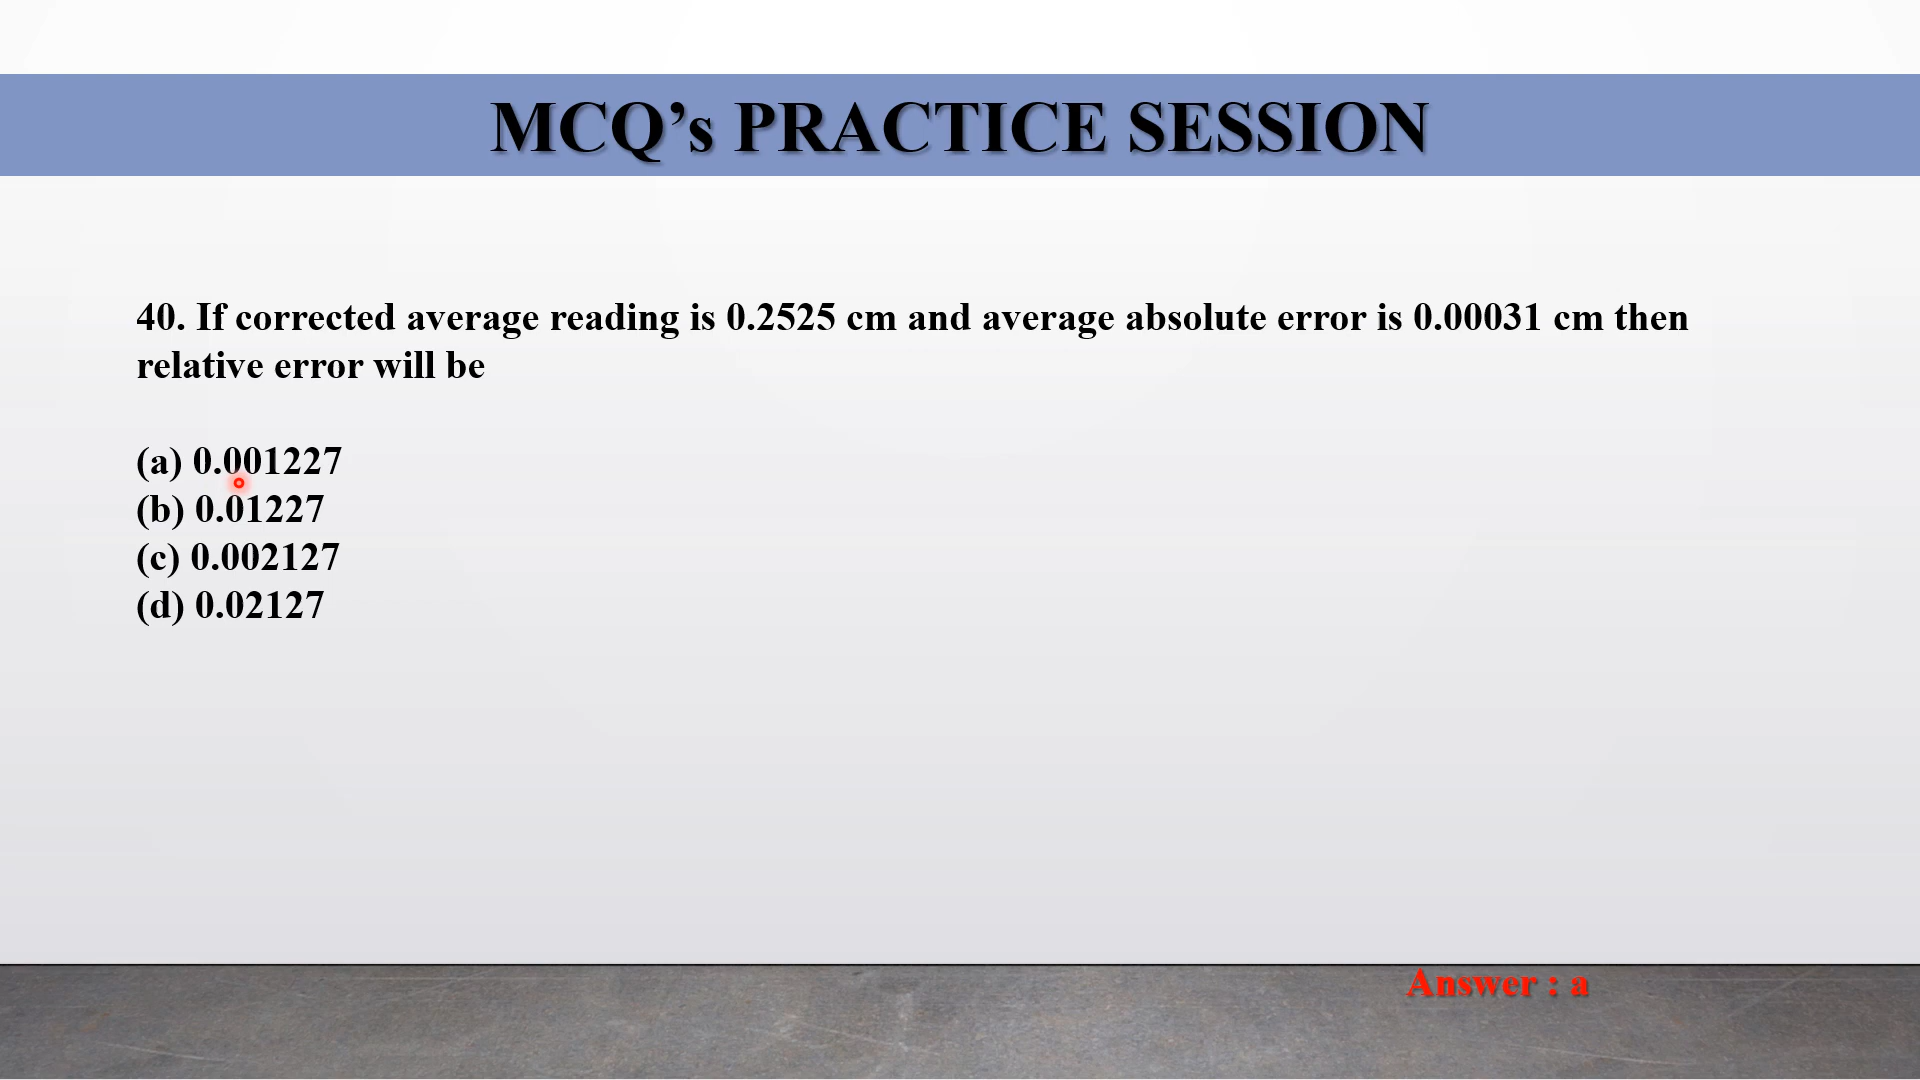 MCQ’s PRACTICE SESSION
40. If corrected average reading is 0.2525 cm and average absolute error is 0.00031 cm then
relative error will be
(a) 0.001227
(b) 0.01227
(c) 0.002127
(d) 0.02127
Answer : a